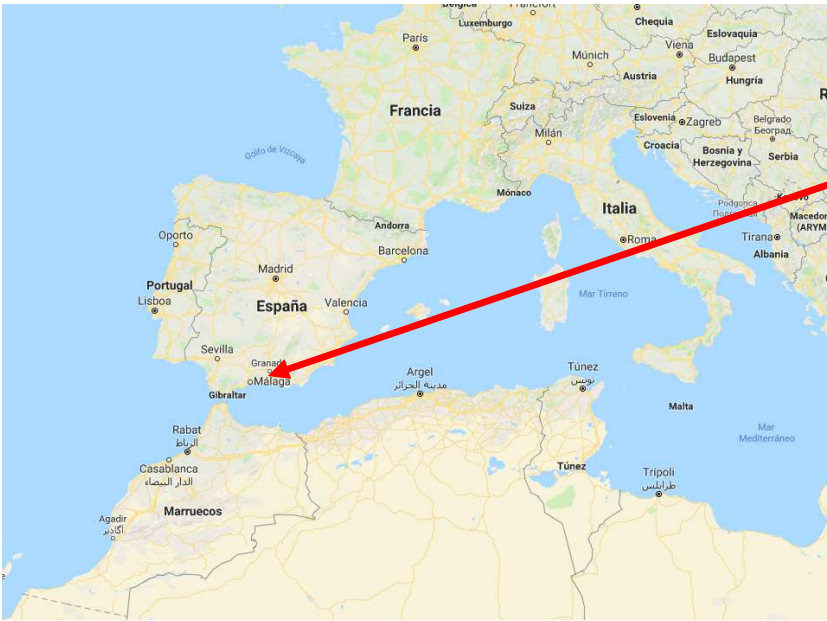 Luxemburgo
Chequia
París
Eslovaquia
Viena
Múnich
Budapest
Austria
Hungría
Francia
Suiza
Eslovenia
Zagreb
Belgrado
Београд
Milán
Croacia
Bosnia y
Herzegovina
Serbia
Golfo de Vizcaya
Mónaco
Italia
Podgorica
Macedon
(ARYM
Andorra
Oporto
Roma
Tirana
Barcelona
Albania
Madrid
Portugal
Lisboa
España
Valencia
Mar Tirreno
Sevilla
Granad
Málaga
Gibraltar
Argel
مدينة الجزائر
Túnez
تونس
Malta
Mar
Mediterráneo
Rabat
الرباط
Casablanca
الدار البيضاء
Túnez
Trípoli
طرابلس
Marruecos
Agadir
أكادير